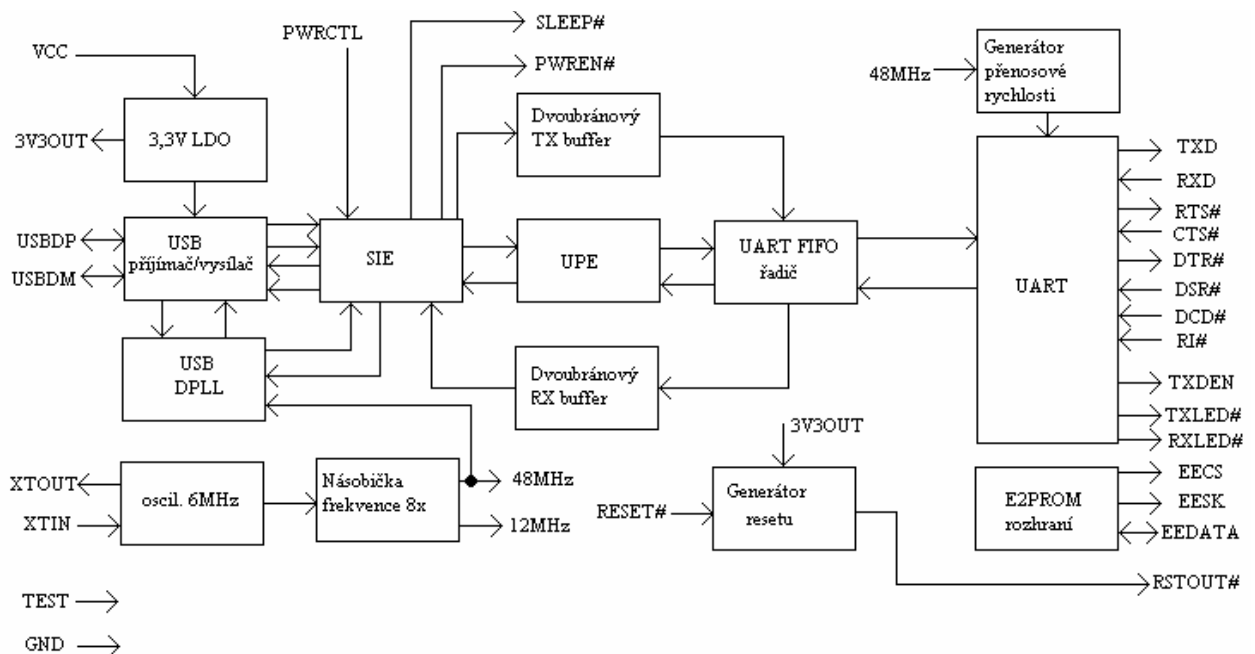 SLEEP#
PWRCTL
VCC
PWREN#
48MHz
Generátor
přenosové
rychlosti
3V3OUT
3,3V LDO
Dvoubránový
TX buffer
TXD
RXD
RTS#
CTS#
DTR#
DSR#
DCD#
RI#
TXDEN
TXLED#
RXLED#
USBDP
USBDM
USB
příjímač/vysílač
SIE
UPE
UART FIFO
řadič
UART
USB
DPLL
Dvoubránový
RX buffer
3V3OUT
XTOUT
XTIN
oscil. 6MHz
Násobička
frekvence 8x
48MHz
12MHz
RESET#
Generátor
resetu
E2PROM
rozhraní
EECS
EESK
EEDATA
RSTOUT#
TEST
GND